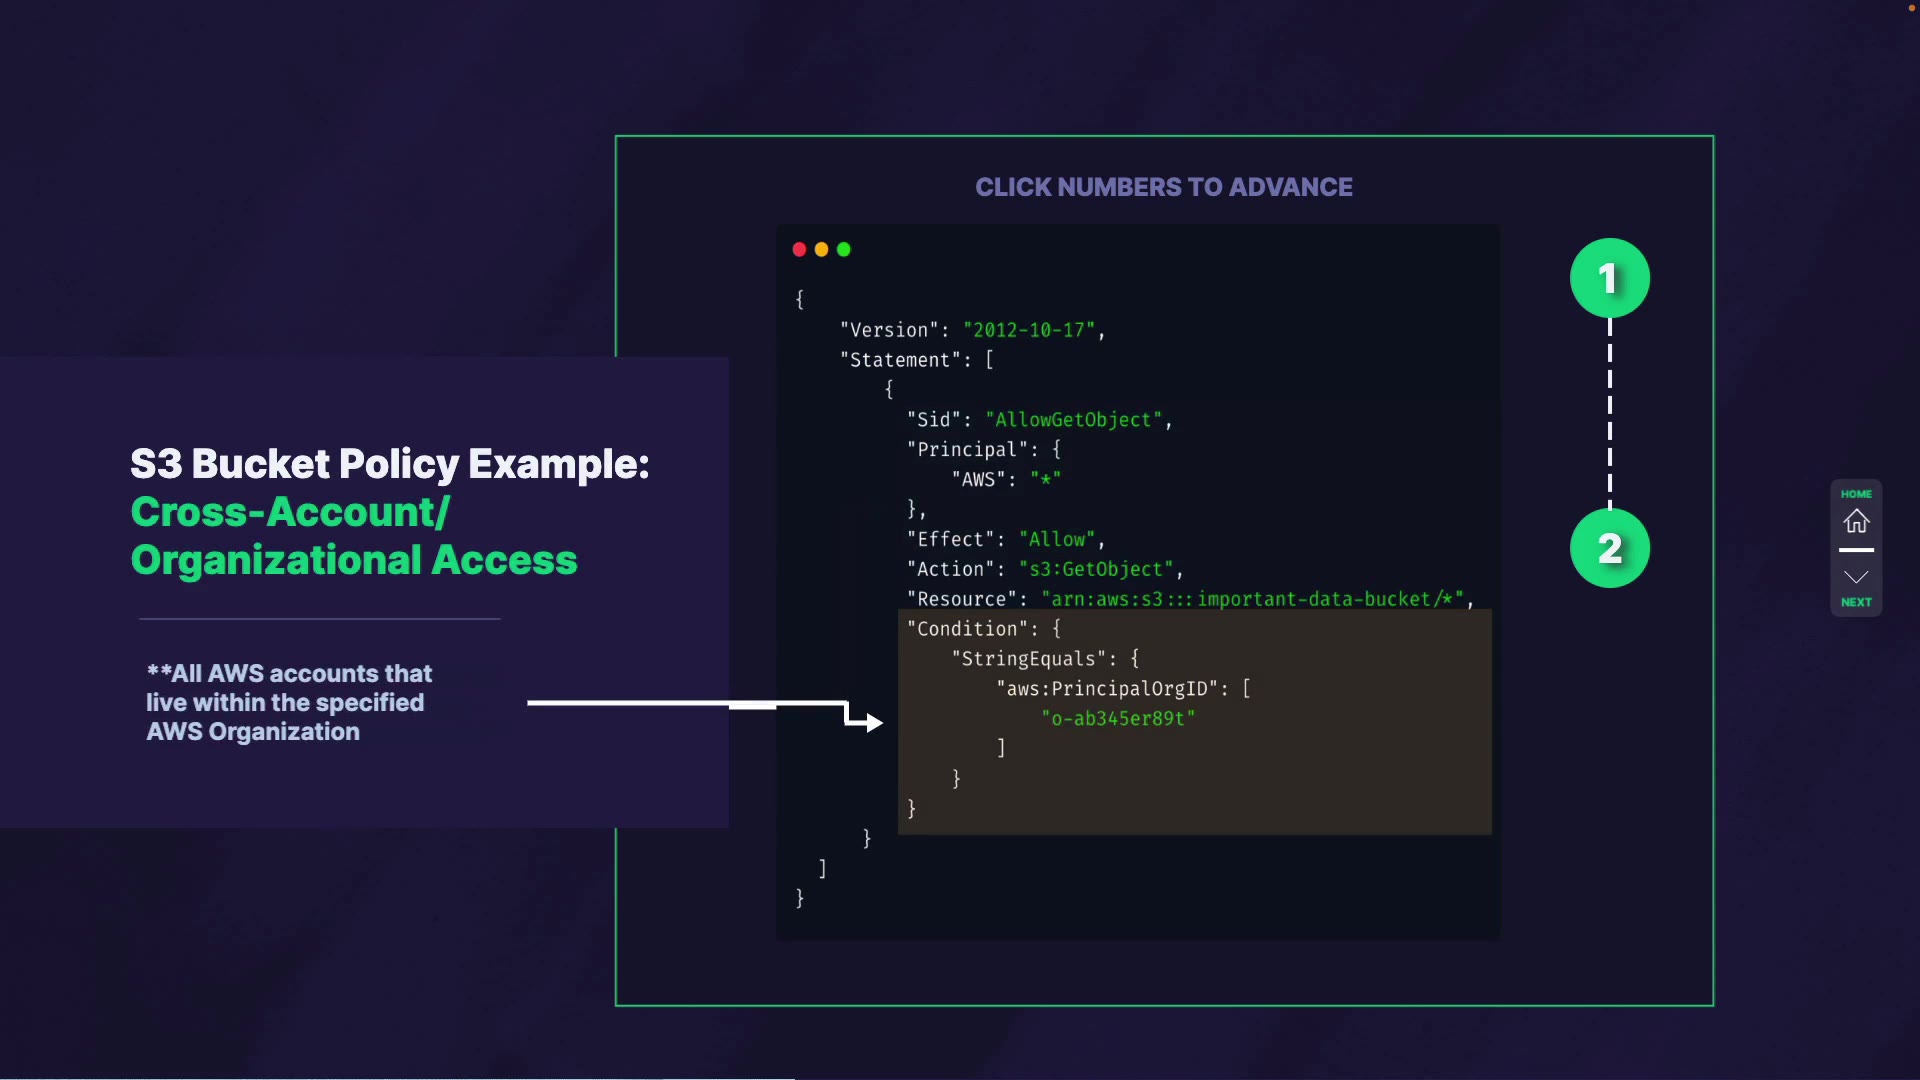 CLICK NUMBERS TO ADVANCE
S3 Bucket Policy Example:
Cross-Account/
Organizational Access
**All AWS accounts that
live within the specified
AWS Organization
{
"Version": "2012-10-17",
"Statement": [
{
"Sid": "AllowGetObject",
"Principal": {
"AWS": "*"
},
"Effect": "Allow",
"Action": "s3:GetObject",
"Resource": "arn:aws:s3:::important-data-bucket/*",
"Condition": {
"StringEquals": {
"aws:PrincipalOrgID": [
"o-ab345er89t"
]
}
}
}
]
}
1
2
HOME
NEXT